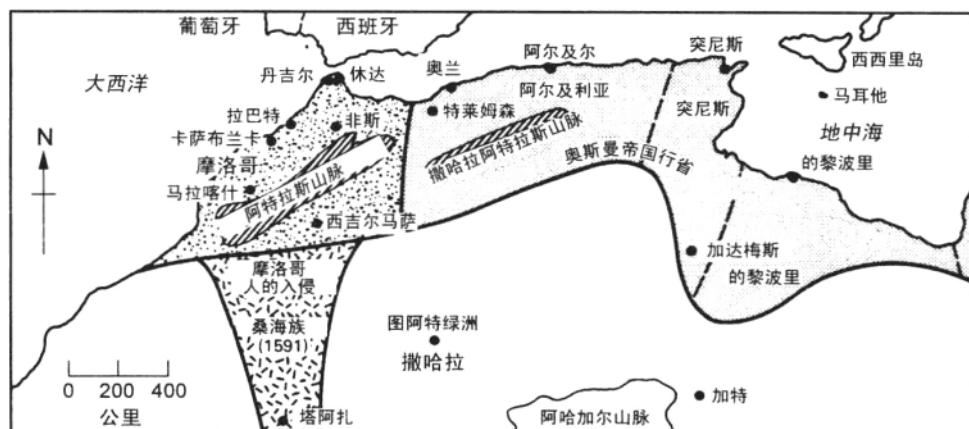 葡萄牙
西班牙
大西洋
丹吉尔
休达
奥兰
阿尔及尔
突尼斯
西西里岛
马耳他
地中海
拉巴特
非斯
特莱姆森
阿尔及利亚
突尼斯
卡萨布兰卡
摩洛哥
撒哈拉阿特拉斯山脉
奥斯曼帝国行省
的黎波里
N
马拉喀什
阿特拉斯山脉
西吉尔马萨
加达梅斯
的黎波里
摩洛哥
人的入侵
桑海族
(1591)
图阿特绿洲
撒哈拉
0 200 400
公里
塔阿扎
阿哈加尔山脉
加特